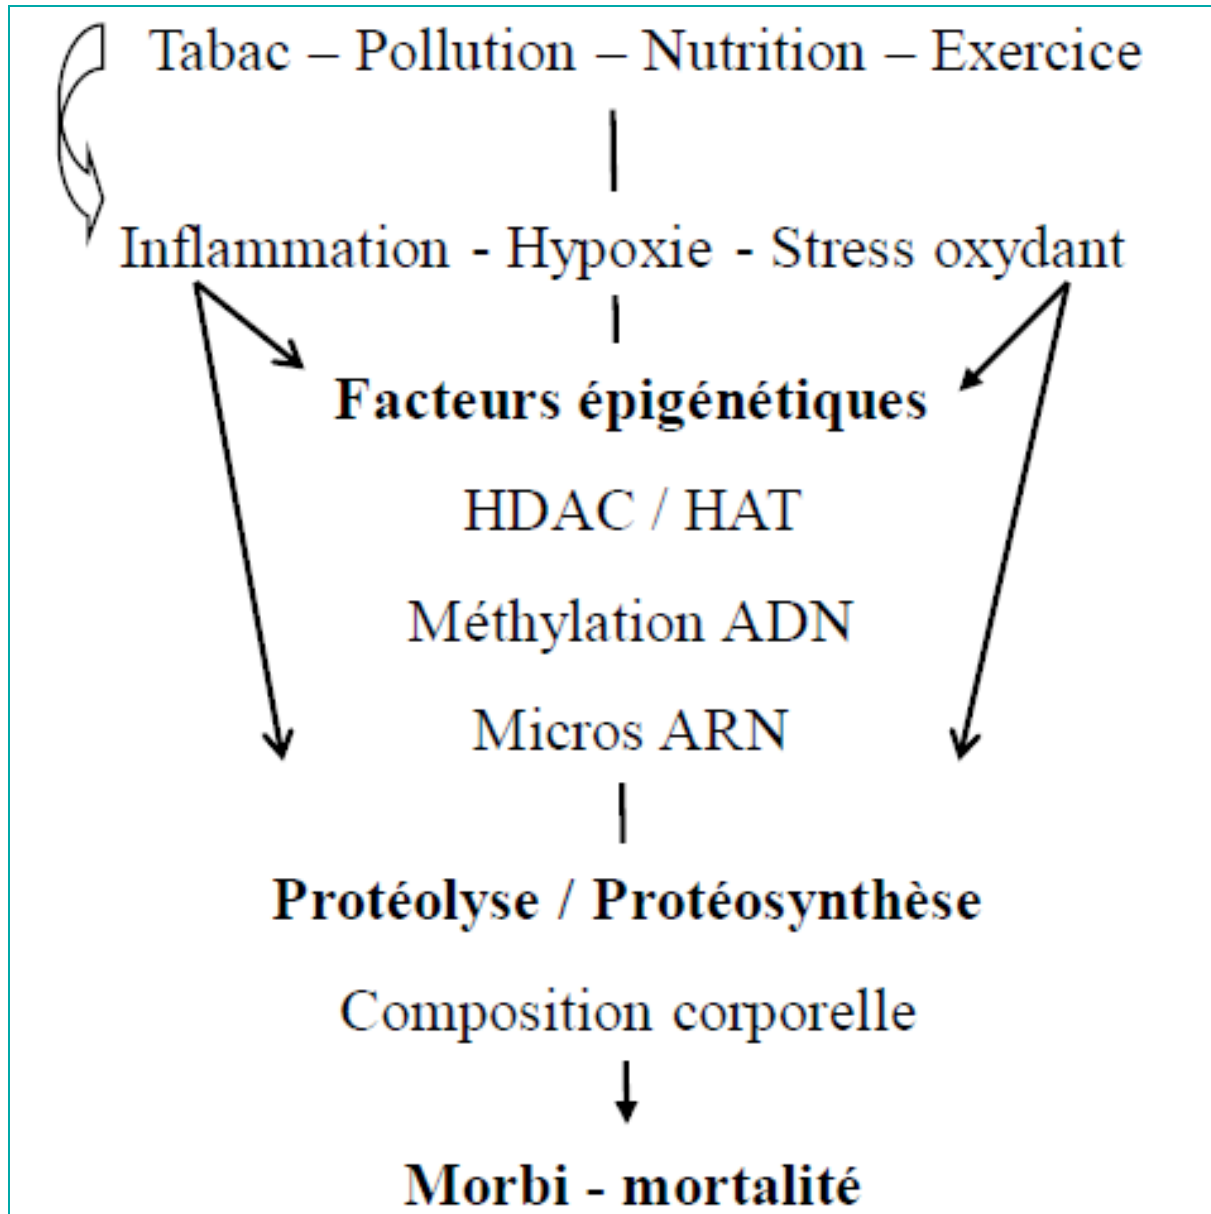 Tabac – Pollution – Nutrition – Exercice
Inflammation - Hypoxie - Stress oxydant
Facteurs épigénétiques
HDAC / HAT
Méthylation ADN
Micros ARN
Protéolyse / Protéosynthèse
Composition corporelle
Morbi - mortalité